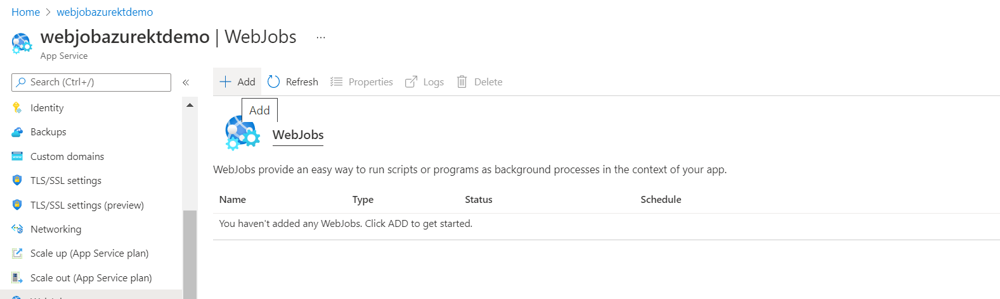 Home > webjobazurektdemo
webjobazurektdemo | WebJobs ...
App Service
Search (Ctrl+/) «
Add Refresh Properties Logs Delete
Add
Identity
Backups
Custom domains
TLS/SSL settings
TLS/SSL settings (preview)
Networking
Scale up (App Service plan)
Scale out (App Service plan)
WebJobs
WebJobs provide an easy way to run scripts or programs as background processes in the context of your app.
Name Type Status Schedule
You haven't added any WebJobs. Click ADD to get started.